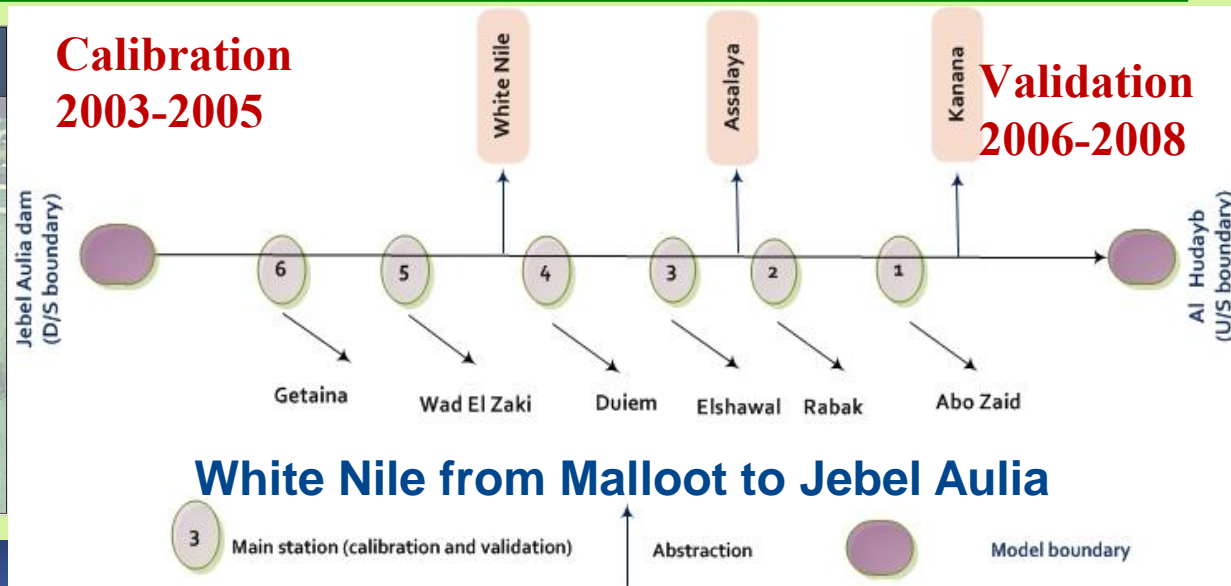 Calibration
2003-2005
White Nile
Assalaya
Kanana
Validation
2006-2008
Jebel Aulia dam
(D/S boundary)
6
5
4
3
2
1
Al Hudayb
(U/S boundary)
Getaina
Wad El Zaki
Duiem
Elshawal
Rabak
Abo Zaid
White Nile from Malloot to Jebel Aulia
3
Main station (calibration and validation)
Abstraction
Model boundary